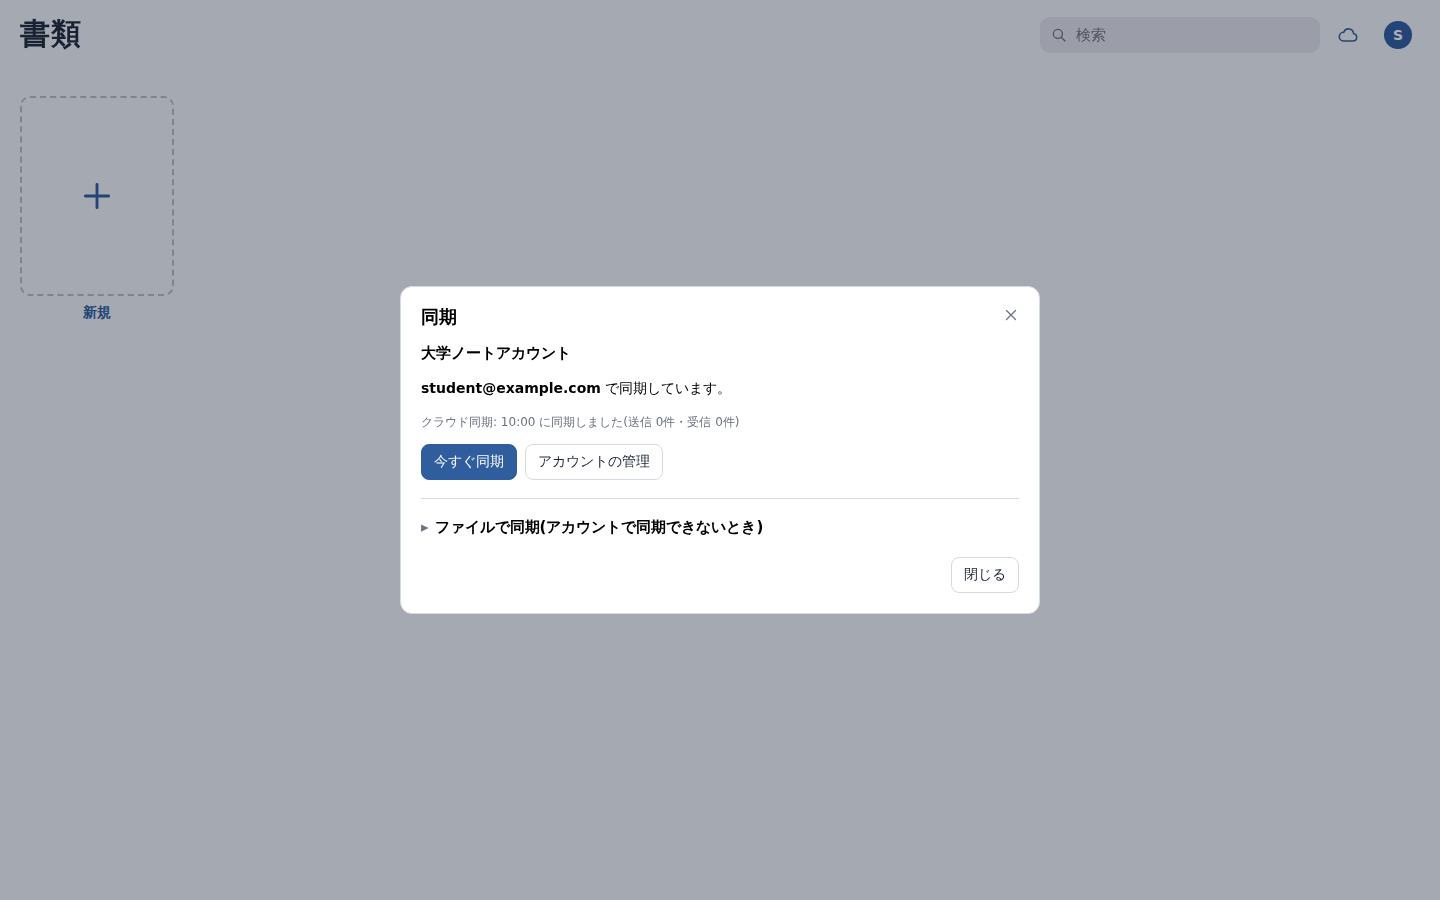 書類
検索
S
新規
同期
大学ノートアカウント
student@example.com で同期しています。
クラウド同期: 10:00 に同期しました(送信 0件・受信 0件)
今すぐ同期
アカウントの管理
ファイルで同期(アカウントで同期できないとき)
閉じる